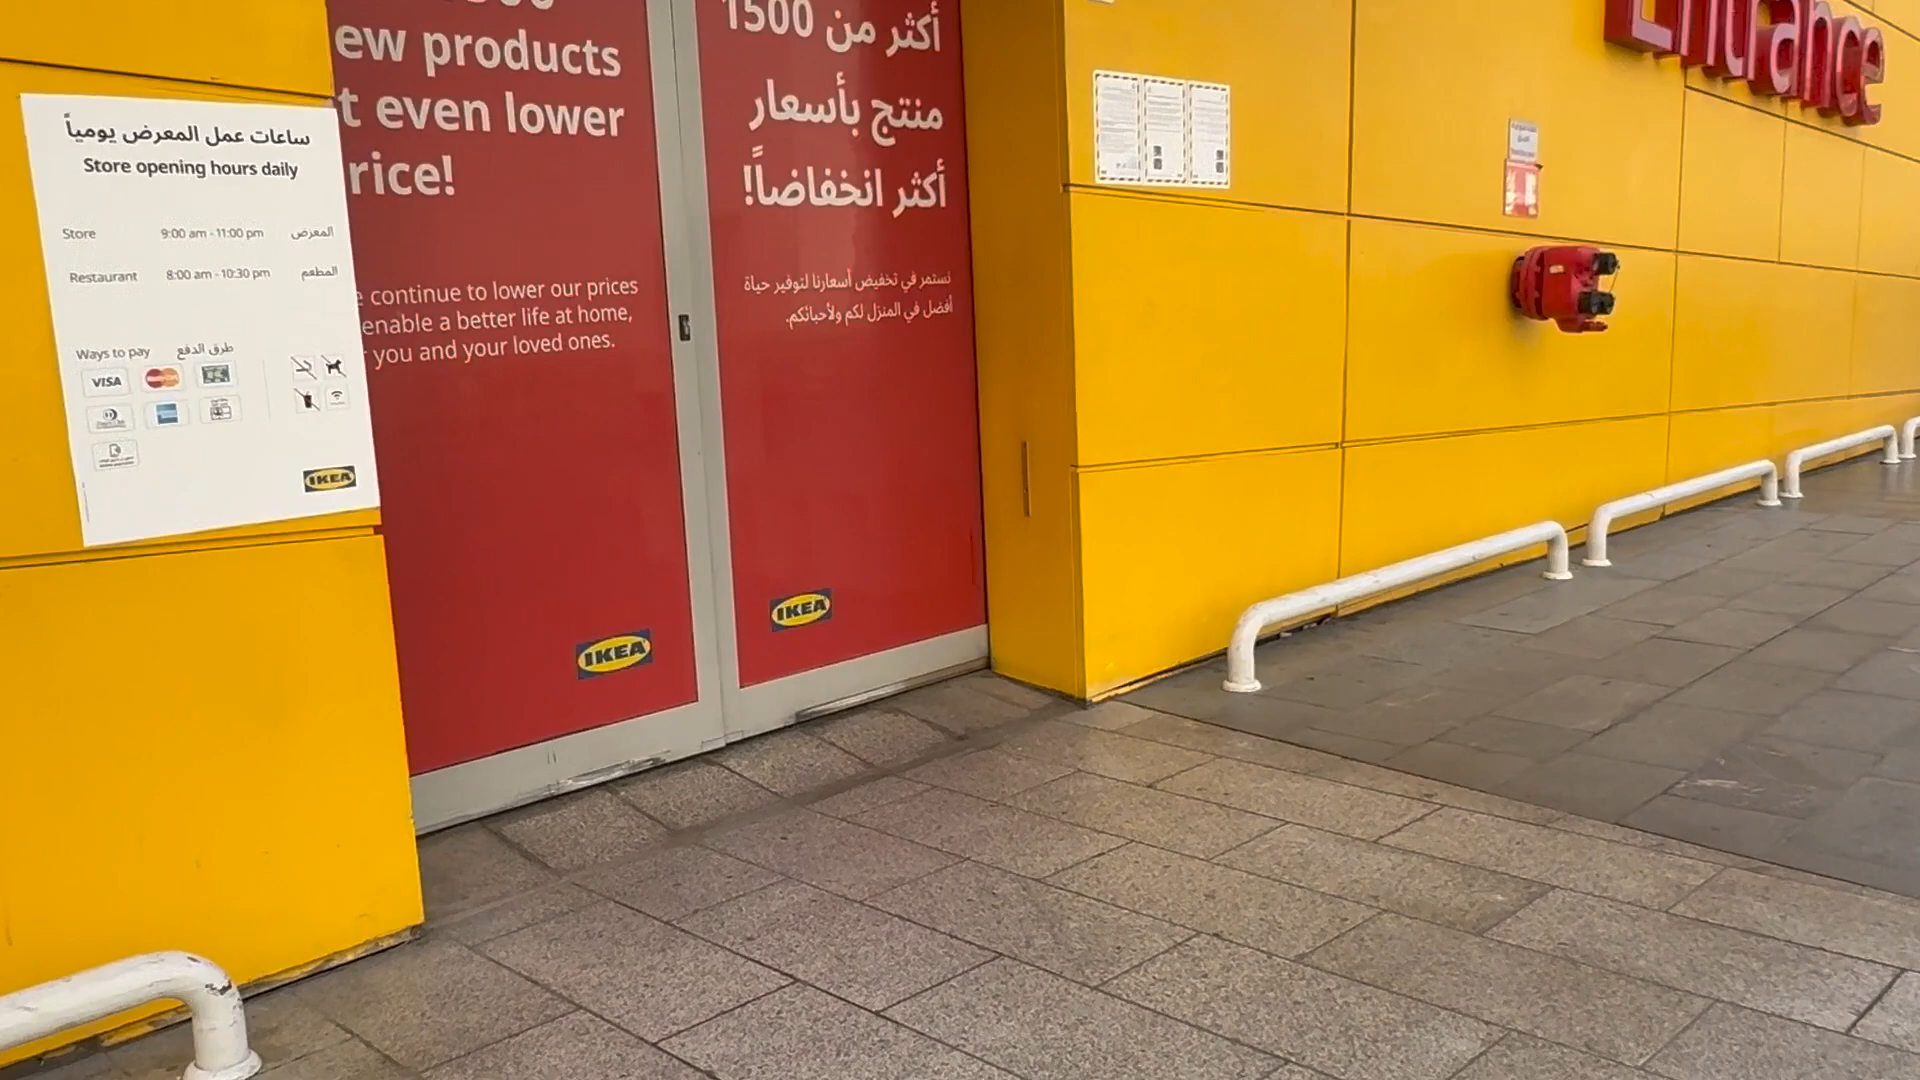 ساعات عمل المعرض يومياً
Store opening hours daily
Store 9:00 am - 11:00 pm المعرض
Restaurant 8:00 am - 10:30 pm المطعم
Ways to pay طرق الدفع
VISA
IKEA
ew products
t even lower
rice!
continue to lower our prices
enable a better life at home,
you and your loved ones.
IKEA
أكثر من 1500
منتج بأسعار
أكثر انخفاضاً!
نستمر في تخفيض أسعارنا لتوفير حياة
أفضل في المنزل لكم ولأحبائكم.
IKEA
Entrance